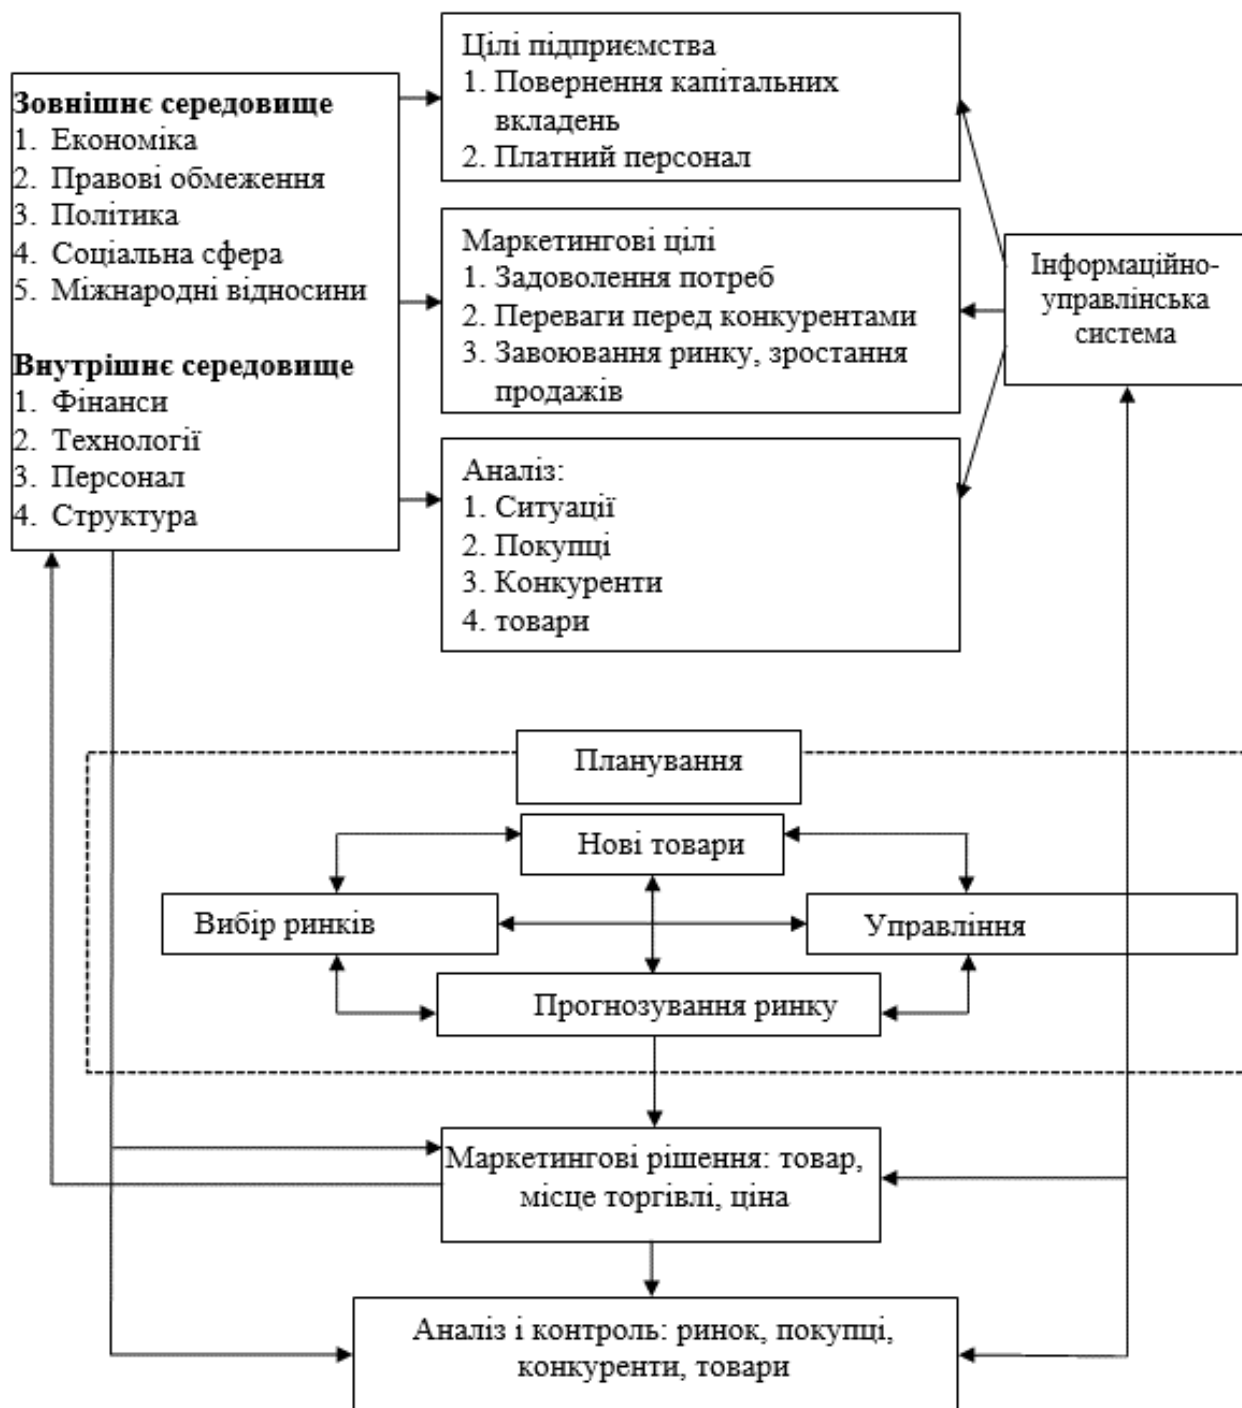 Цілі підприємства
1. Повернення капітальних
вкладень
2. Платний персонал
Зовнішнє середовище
1. Економіка
2. Правові обмеження
3. Політика
4. Соціальна сфера
5. Міжнародні відносини
Внутрішнє середовище
1. Фінанси
2. Технології
3. Персонал
4. Структура
Маркетингові цілі
1. Задоволення потреб
2. Переваги перед конкурентами
3. Завоювання ринку, зростання
продажів
Інформаційно-
управлінська
система
Аналіз:
1. Ситуації
2. Покупці
3. Конкуренти
4. товари
Планування
Нові товари
Вибір ринків
Управління
Прогнозування ринку
Маркетингові рішення: товар,
місце торгівлі, ціна
Аналіз і контроль: ринок, покупці,
конкуренти, товари